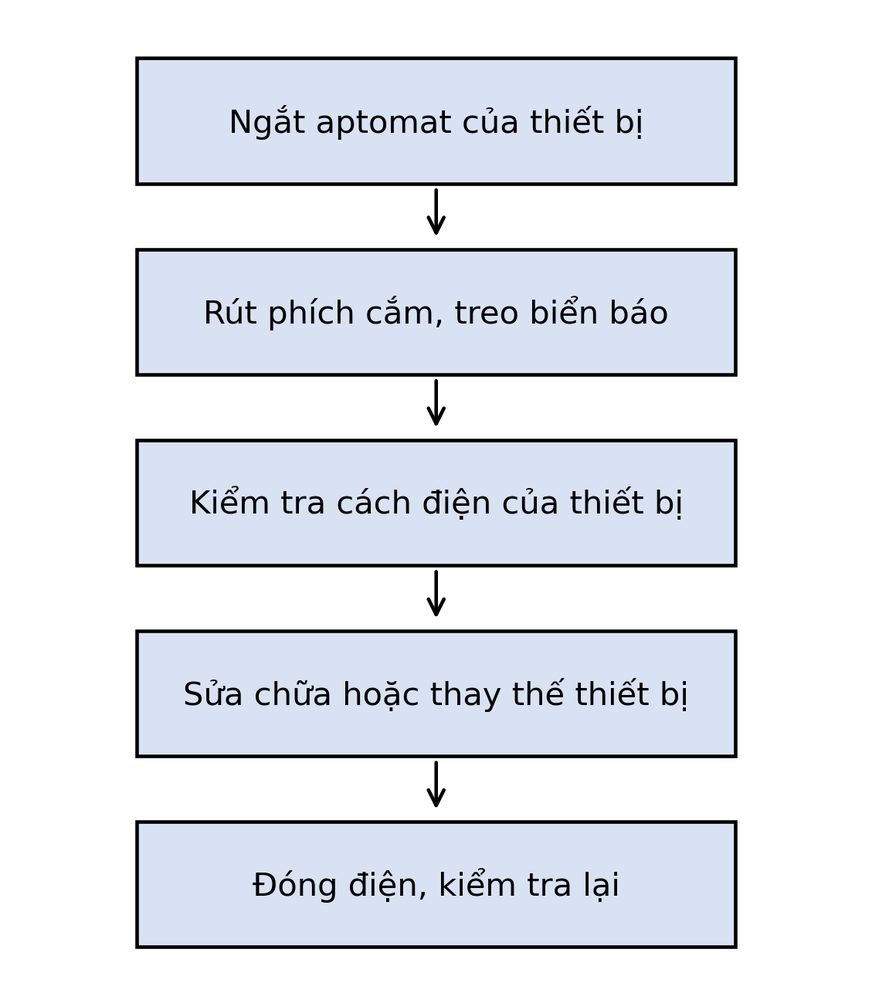 Ngắt aptomat của thiết bị
Rút phích cắm, treo biển báo
Kiểm tra cách điện của thiết bị
Sửa chữa hoặc thay thế thiết bị
Đóng điện, kiểm tra lại